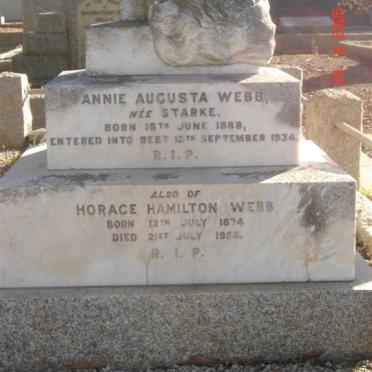 ANNIE AUGUSTA WEBB,
NÉE STARKE.
BORN 16TH JUNE 1888,
ENTERED INTO REST 12TH SEPTEMBER 1934.
R.I.P.
ALSO OF
HORACE HAMILTON WEBB
BORN 12TH JULY 1874
DIED 21ST JULY 1956.
R. I. P.